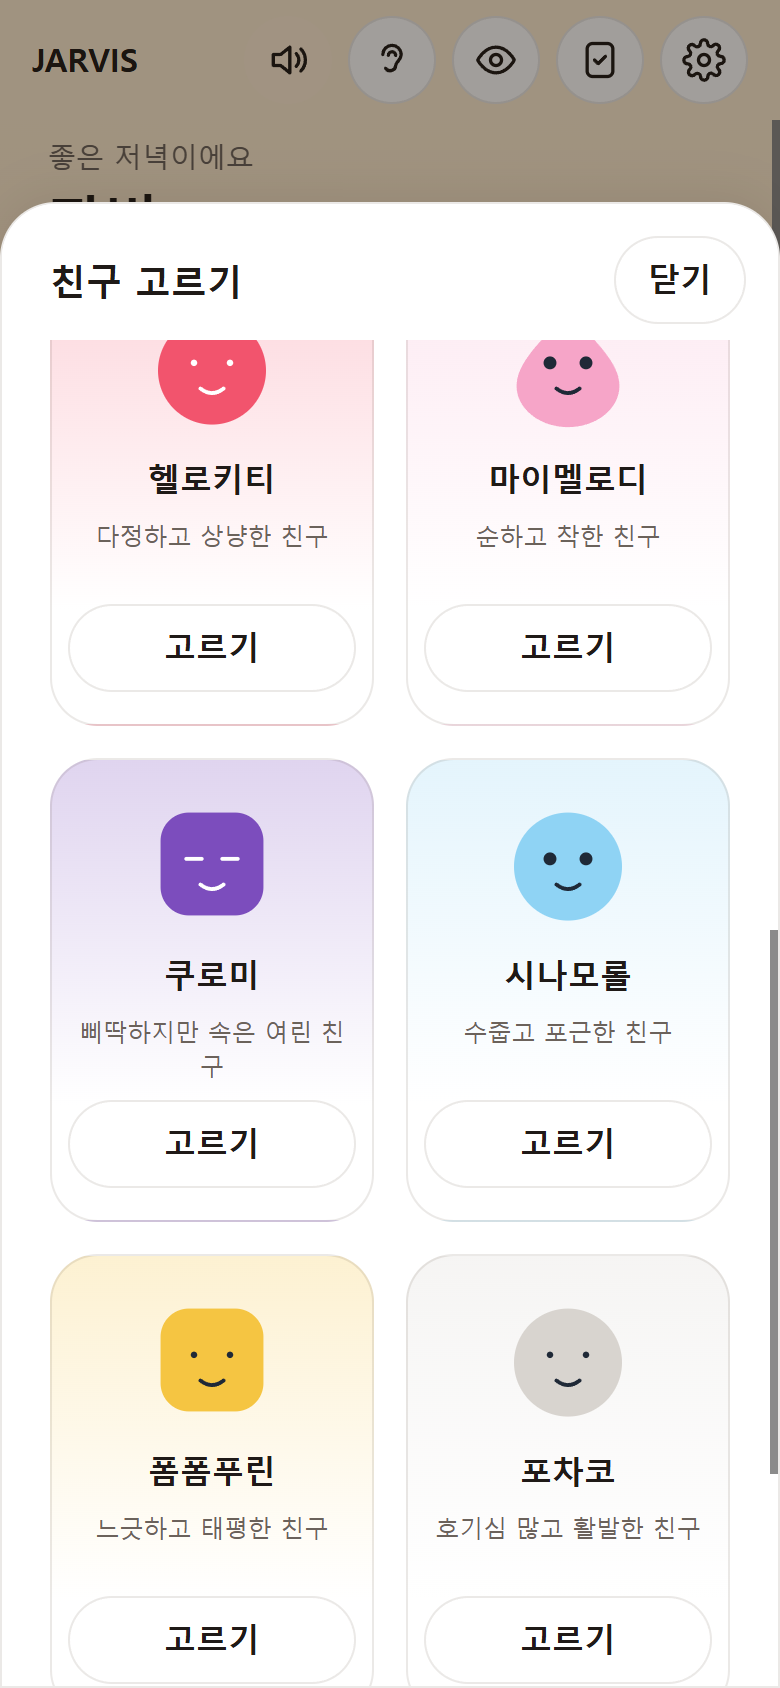 JARVIS
좋은 저녁이에요
친구 고르기
닫기
헬로키티
마이멜로디
다정하고 상냥한 친구
순하고 착한 친구
고르기
고르기
쿠로미
시나모롤
삐딱하지만 속은 여린 친
구
수줍고 포근한 친구
고르기
고르기
폼폼푸린
포차코
느긋하고 태평한 친구
호기심 많고 활발한 친구
고르기
고르기